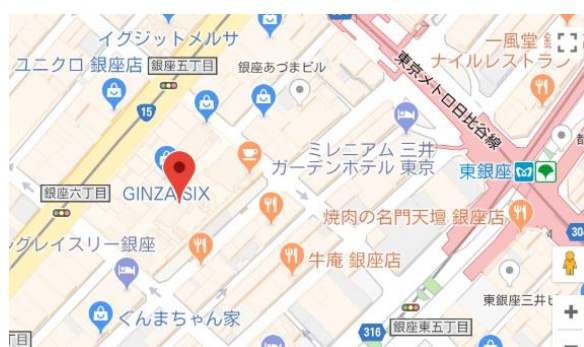 イグジットメルサ
ユニクロ 銀座店
銀座五丁目
銀座あづまビル
一風堂
ナイルレストラン
東京メトロ日比谷線
15
ミレニアム 三井
ガーデンホテル 東京
東銀座
銀座六丁目
GINZA SIX
焼肉の名門天壇 銀座店
グレイスリー銀座
牛庵 銀座店
ぐんまちゃん家
東銀座三井ビ
316
銀座東五丁目
304
丁目
+